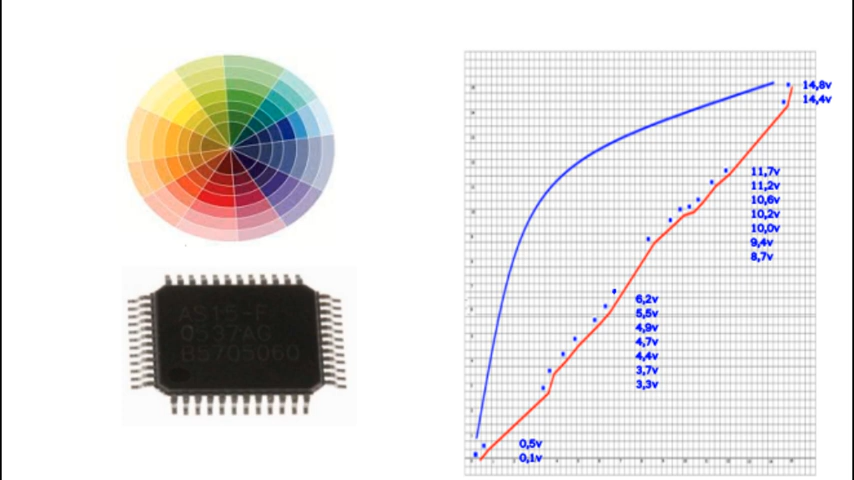 AS15-F
0537AG
B5705060
14,8v
14,4v
11,7v
11,2v
10,6v
10,2v
10,0v
9,4v
8,7v
6,2v
5,5v
4,9v
4,7v
4,4v
3,7v
3,3v
0,5v
0,1v